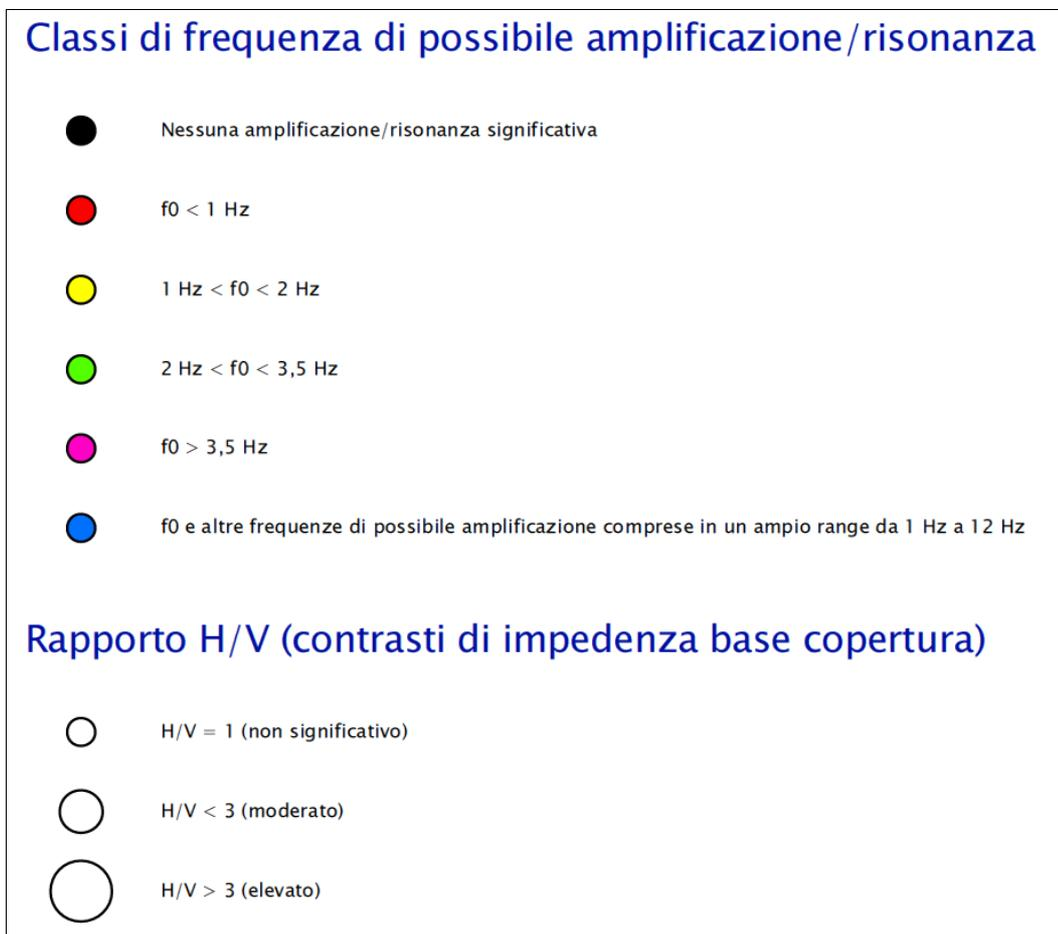 Classi di frequenza di possibile amplificazione/risonanza
Nessuna amplificazione/risonanza significativa
f0 < 1 Hz
1 Hz < f0 < 2 Hz
2 Hz < f0 < 3,5 Hz
f0 > 3,5 Hz
f0 e altre frequenze di possibile amplificazione comprese in un ampio range da 1 Hz a 12 Hz
Rapporto H/V (contrasti di impedenza base copertura)
H/V = 1 (non significativo)
H/V < 3 (moderato)
H/V > 3 (elevato)